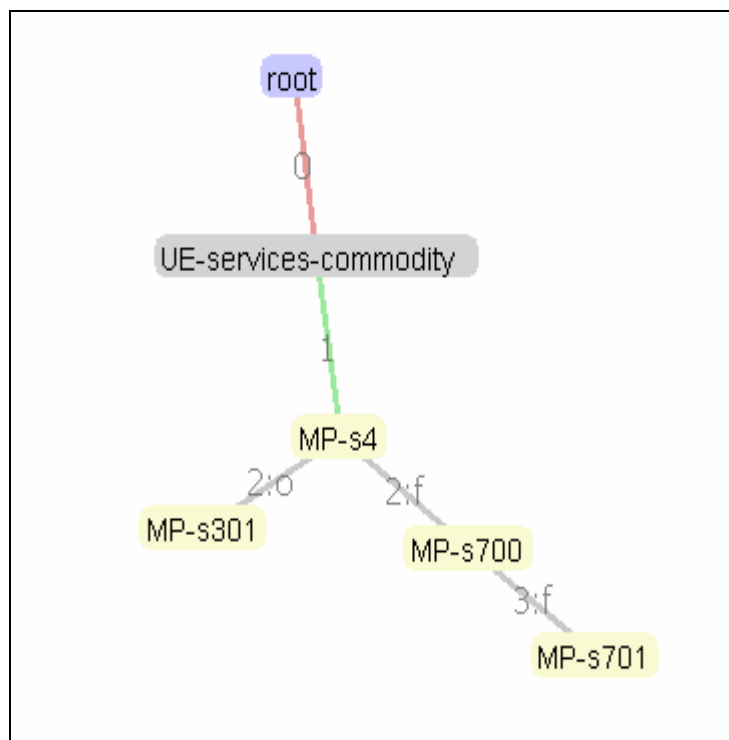 root
0
UE-services-commodity
1
MP-s4
2:o
2:f
MP-s301
MP-s700
3:f
MP-s701